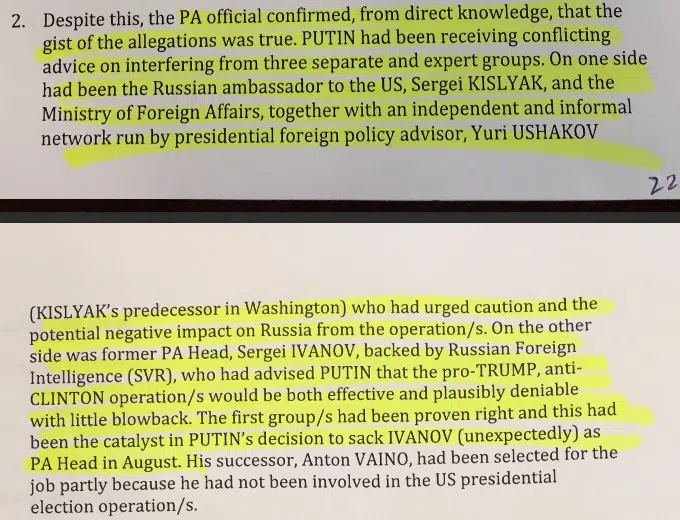 2. Despite this, the PA official confirmed, from direct knowledge, that the
gist of the allegations was true. PUTIN had been receiving conflicting
advice on interfering from three separate and expert groups. On one side
had been the Russian ambassador to the US, Sergei KISLYAK, and the
Ministry of Foreign Affairs, together with an independent and informal
network run by presidential foreign policy advisor, Yuri USHAKOV
22
(KISLYAK's predecessor in Washington) who had urged caution and the
potential negative impact on Russia from the operation/s. On the other
side was former PA Head, Sergei IVANOV, backed by Russian Foreign
Intelligence (SVR), who had advised PUTIN that the pro-TRUMP, anti-
CLINTON operation/s would be both effective and plausibly deniable
with little blowback. The first group/s had been proven right and this had
been the catalyst in PUTIN's decision to sack IVANOV (unexpectedly) as
PA Head in August. His successor, Anton VAINO, had been selected for the
job partly because he had not been involved in the US presidential
election operation/s.